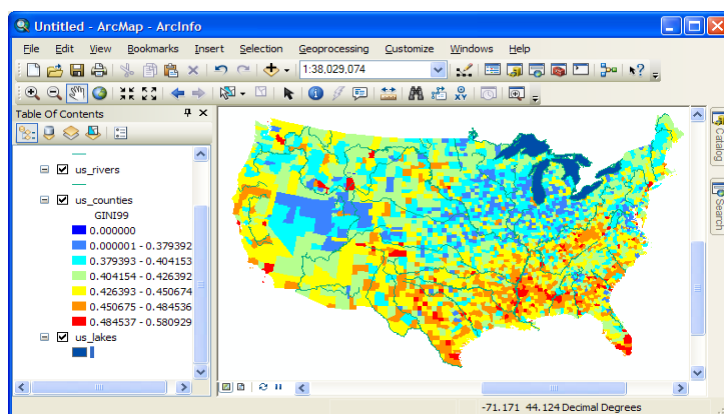 Untitled - ArcMap - ArcInfo
File Edit View Bookmarks Insert Selection Geoprocessing Customize Windows Help
1:38,029,074
Table Of Contents
us_rivers
us_counties
GINI99
0.000000
0.000001 - 0.379392
0.379393 - 0.404153
0.404154 - 0.426392
0.426393 - 0.450674
0.450675 - 0.484536
0.484537 - 0.580929
us_lakes
Catalog
Search
-71.171 44.124 Decimal Degrees